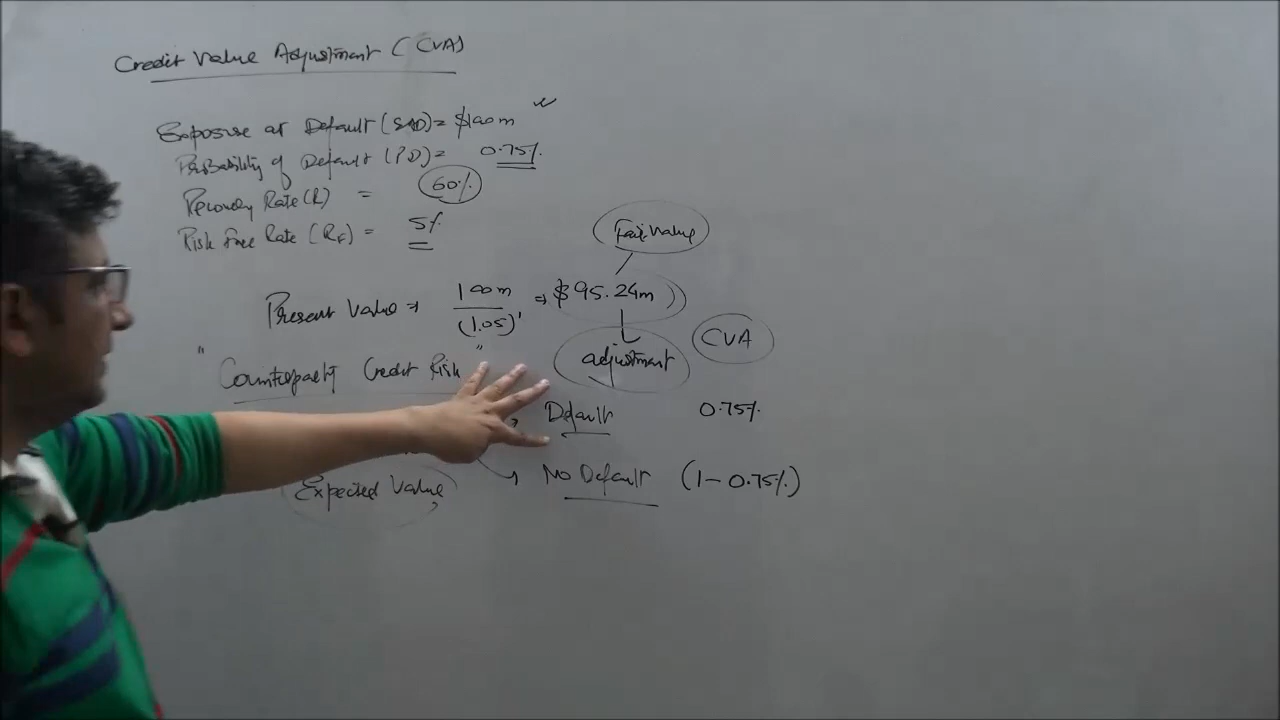 Credit Value Adjustment (CVA)
Exposure at Default (EAD) = $100m
Probability of Default (PD) = 0.75%
Recovery Rate (R) = 60%
Risk Free Rate (RF) = 5%
Fair Value
Present Value → 100m / (1.05)¹ ⇒ $95.24m
adjustment CVA
"Counterparty Credit Risk"
Default 0.75%
No Default (1 - 0.75%)
Expected Value